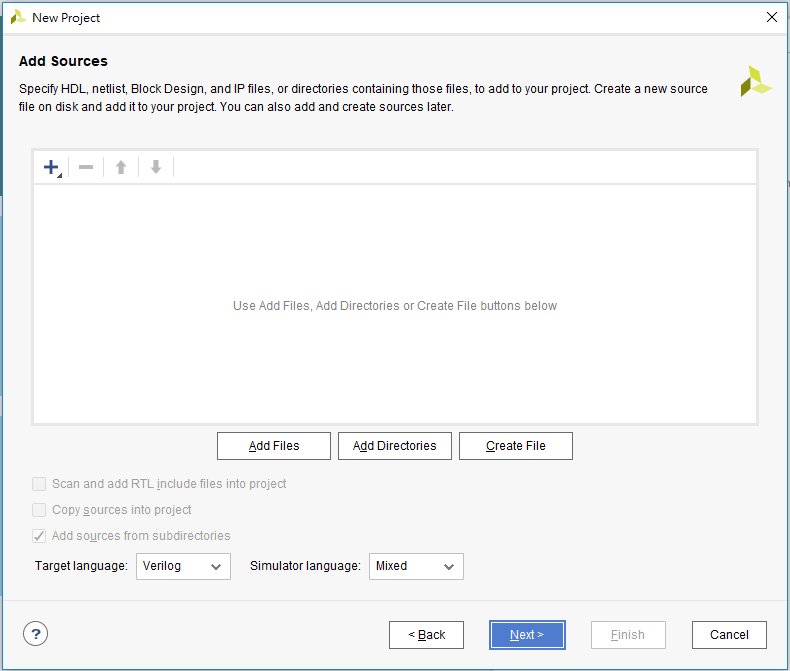 New Project
Add Sources
Specify HDL, netlist, Block Design, and IP files, or directories containing those files, to add to your project. Create a new source
file on disk and add it to your project. You can also add and create sources later.
Use Add Files, Add Directories or Create File buttons below
Add Files
Add Directories
Create File
Scan and add RTL include files into project
Copy sources into project
Add sources from subdirectories
Target language: Verilog Simulator language: Mixed
? < Back Next > Finish Cancel